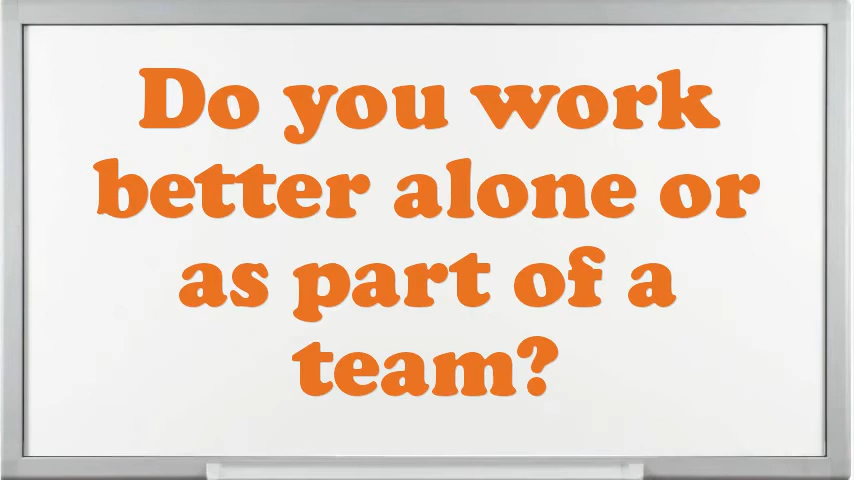 Do you work
better alone or
as part of a
team?